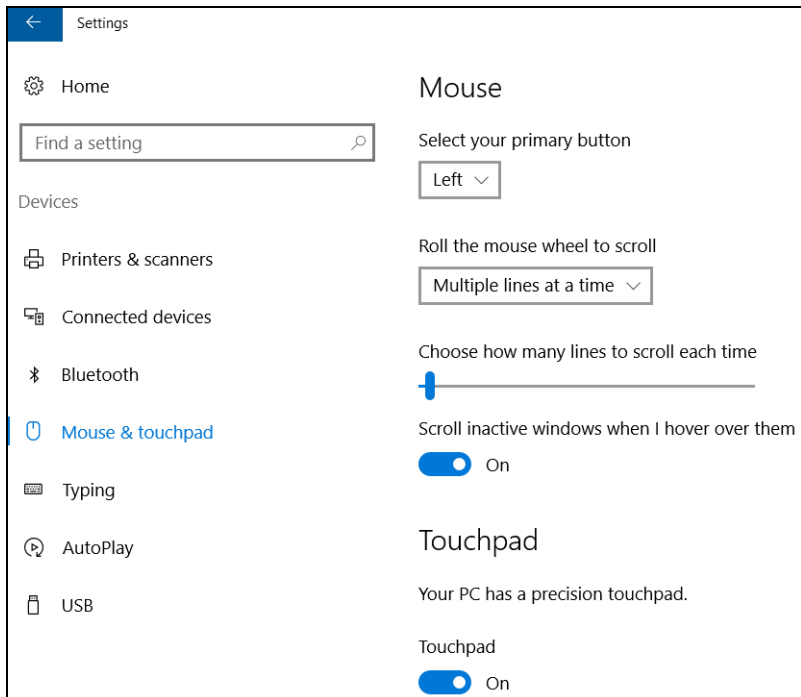 Settings
Home
Find a setting
Devices
Printers & scanners
Connected devices
Bluetooth
Mouse & touchpad
Typing
AutoPlay
USB
Mouse
Select your primary button
Left
Roll the mouse wheel to scroll
Multiple lines at a time
Choose how many lines to scroll each time
Scroll inactive windows when I hover over them
On
Touchpad
Your PC has a precision touchpad.
Touchpad
On